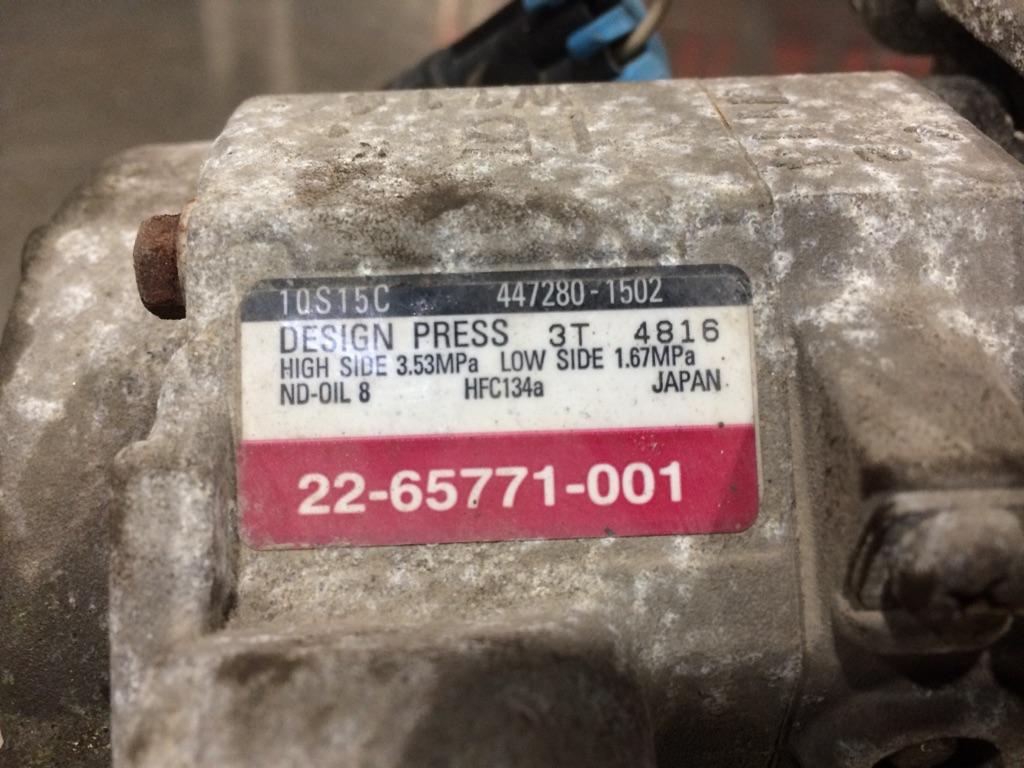 10S15C 447280-1502
DESIGN PRESS 3T 4816
HIGH SIDE 3.53MPa LOW SIDE 1.67MPa
ND-OIL 8 HFC134a JAPAN
22-65771-001